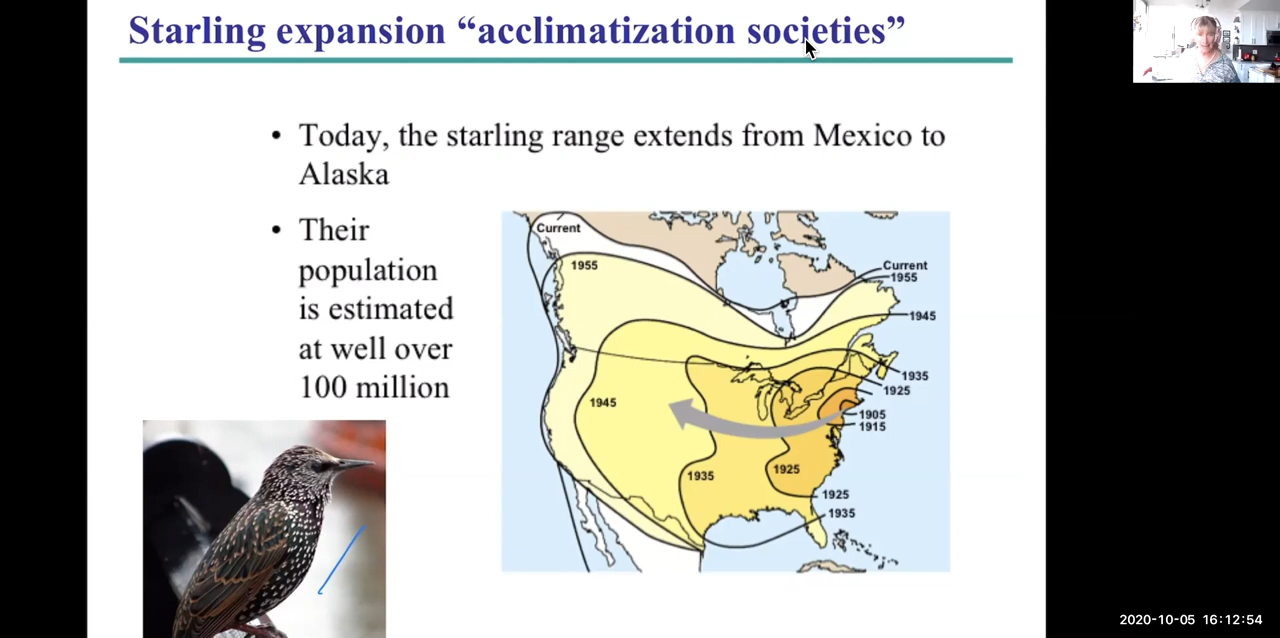 Starling expansion “acclimatization societies”
• Today, the starling range extends from Mexico to
Alaska
• Their
population
is estimated
at well over
100 million
Current
1955
Current
1955
1945
1935
1925
1905
1915
1945
1935
1925
1925
1935
2020-10-05 16:12:54